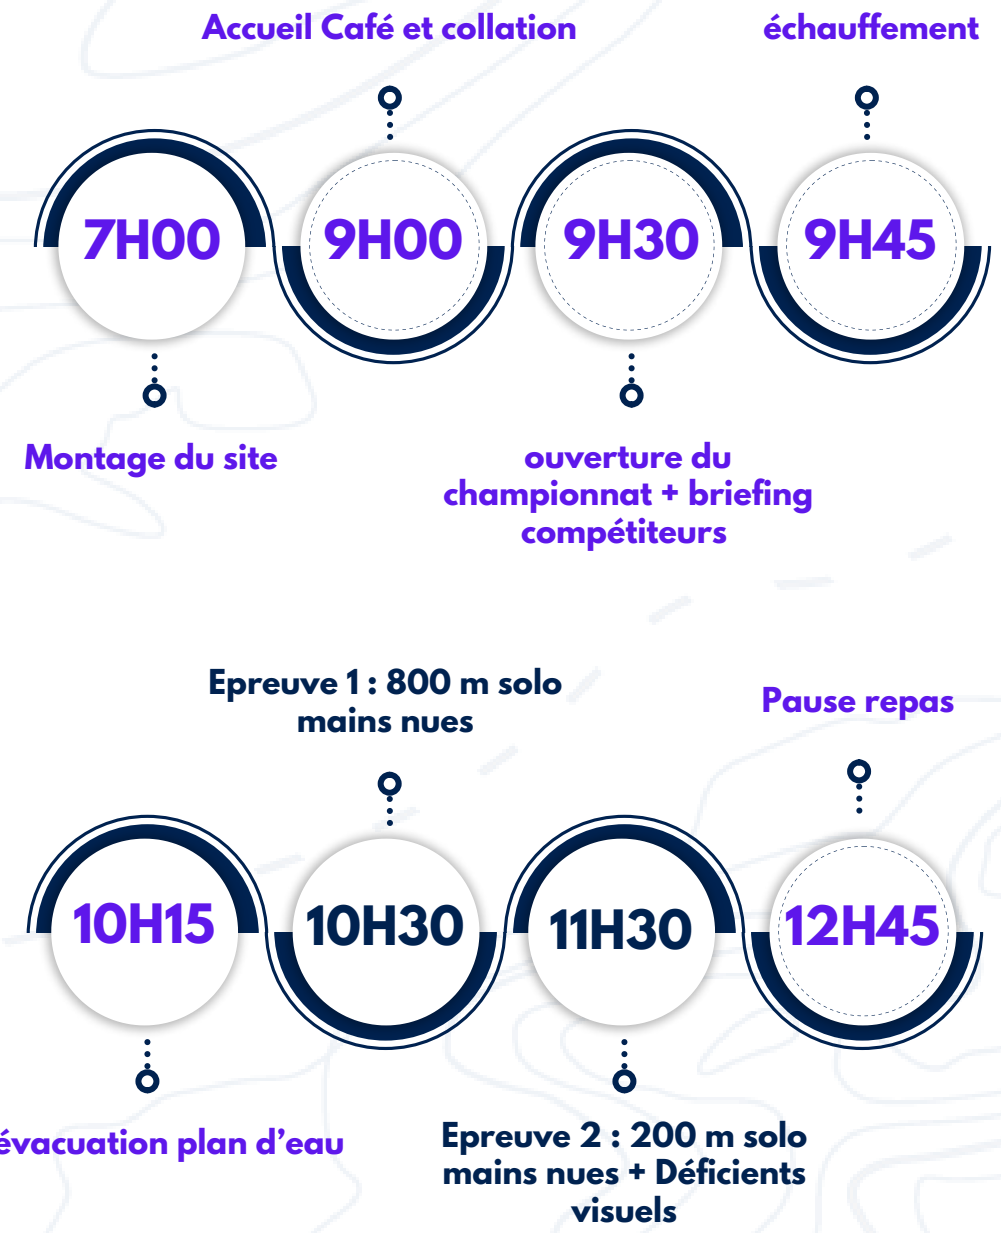 Accueil Café et collation
échauffement
7H00
9H00
9H30
9H45
Montage du site
ouverture du
championnat + briefing
compétiteurs
Epreuve 1 : 800 m solo
mains nues
Pause repas
10H15
10H30
11H30
12H45
évacuation plan d’eau
Epreuve 2 : 200 m solo
mains nues + Déficients
visuels